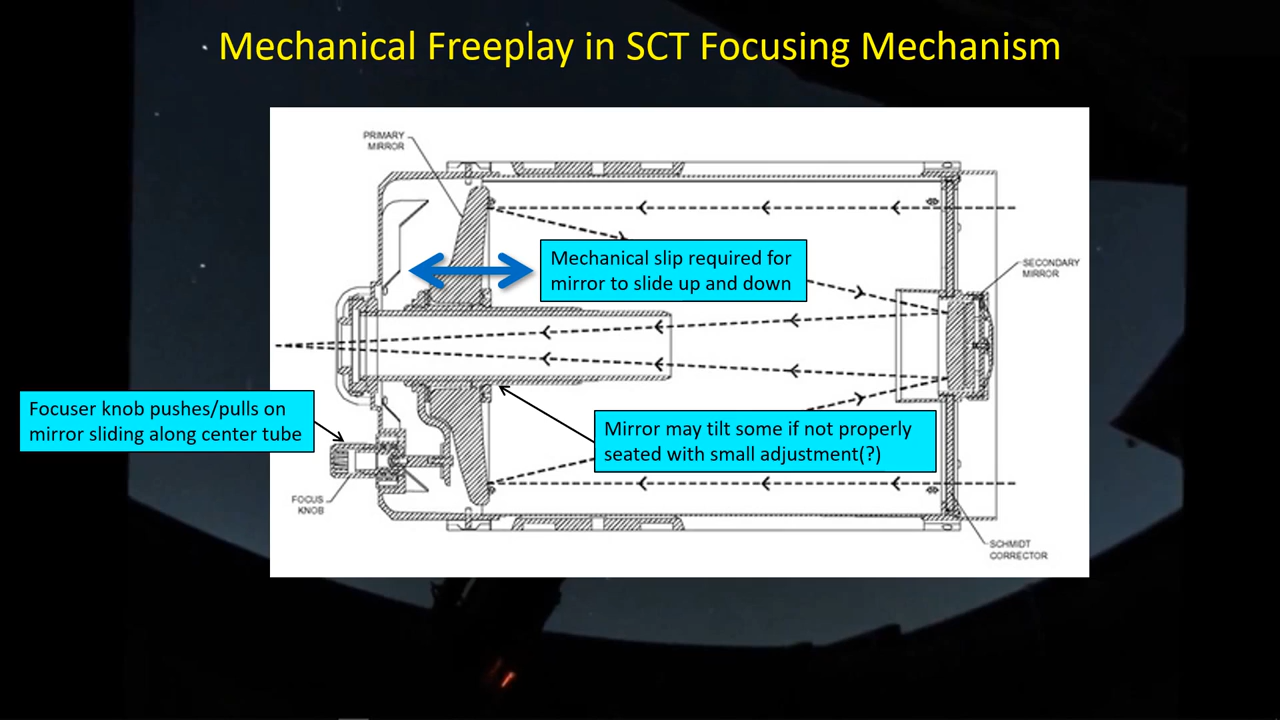 Mechanical Freeplay in SCT Focusing Mechanism
PRIMARY
MIRROR
Mechanical slip required for
mirror to slide up and down
SECONDARY
MIRROR
Focuser knob pushes/pulls on
mirror sliding along center tube
Mirror may tilt some if not properly
seated with small adjustment(?)
FOCUS
KNOB
SCHMIDT
CORRECTOR